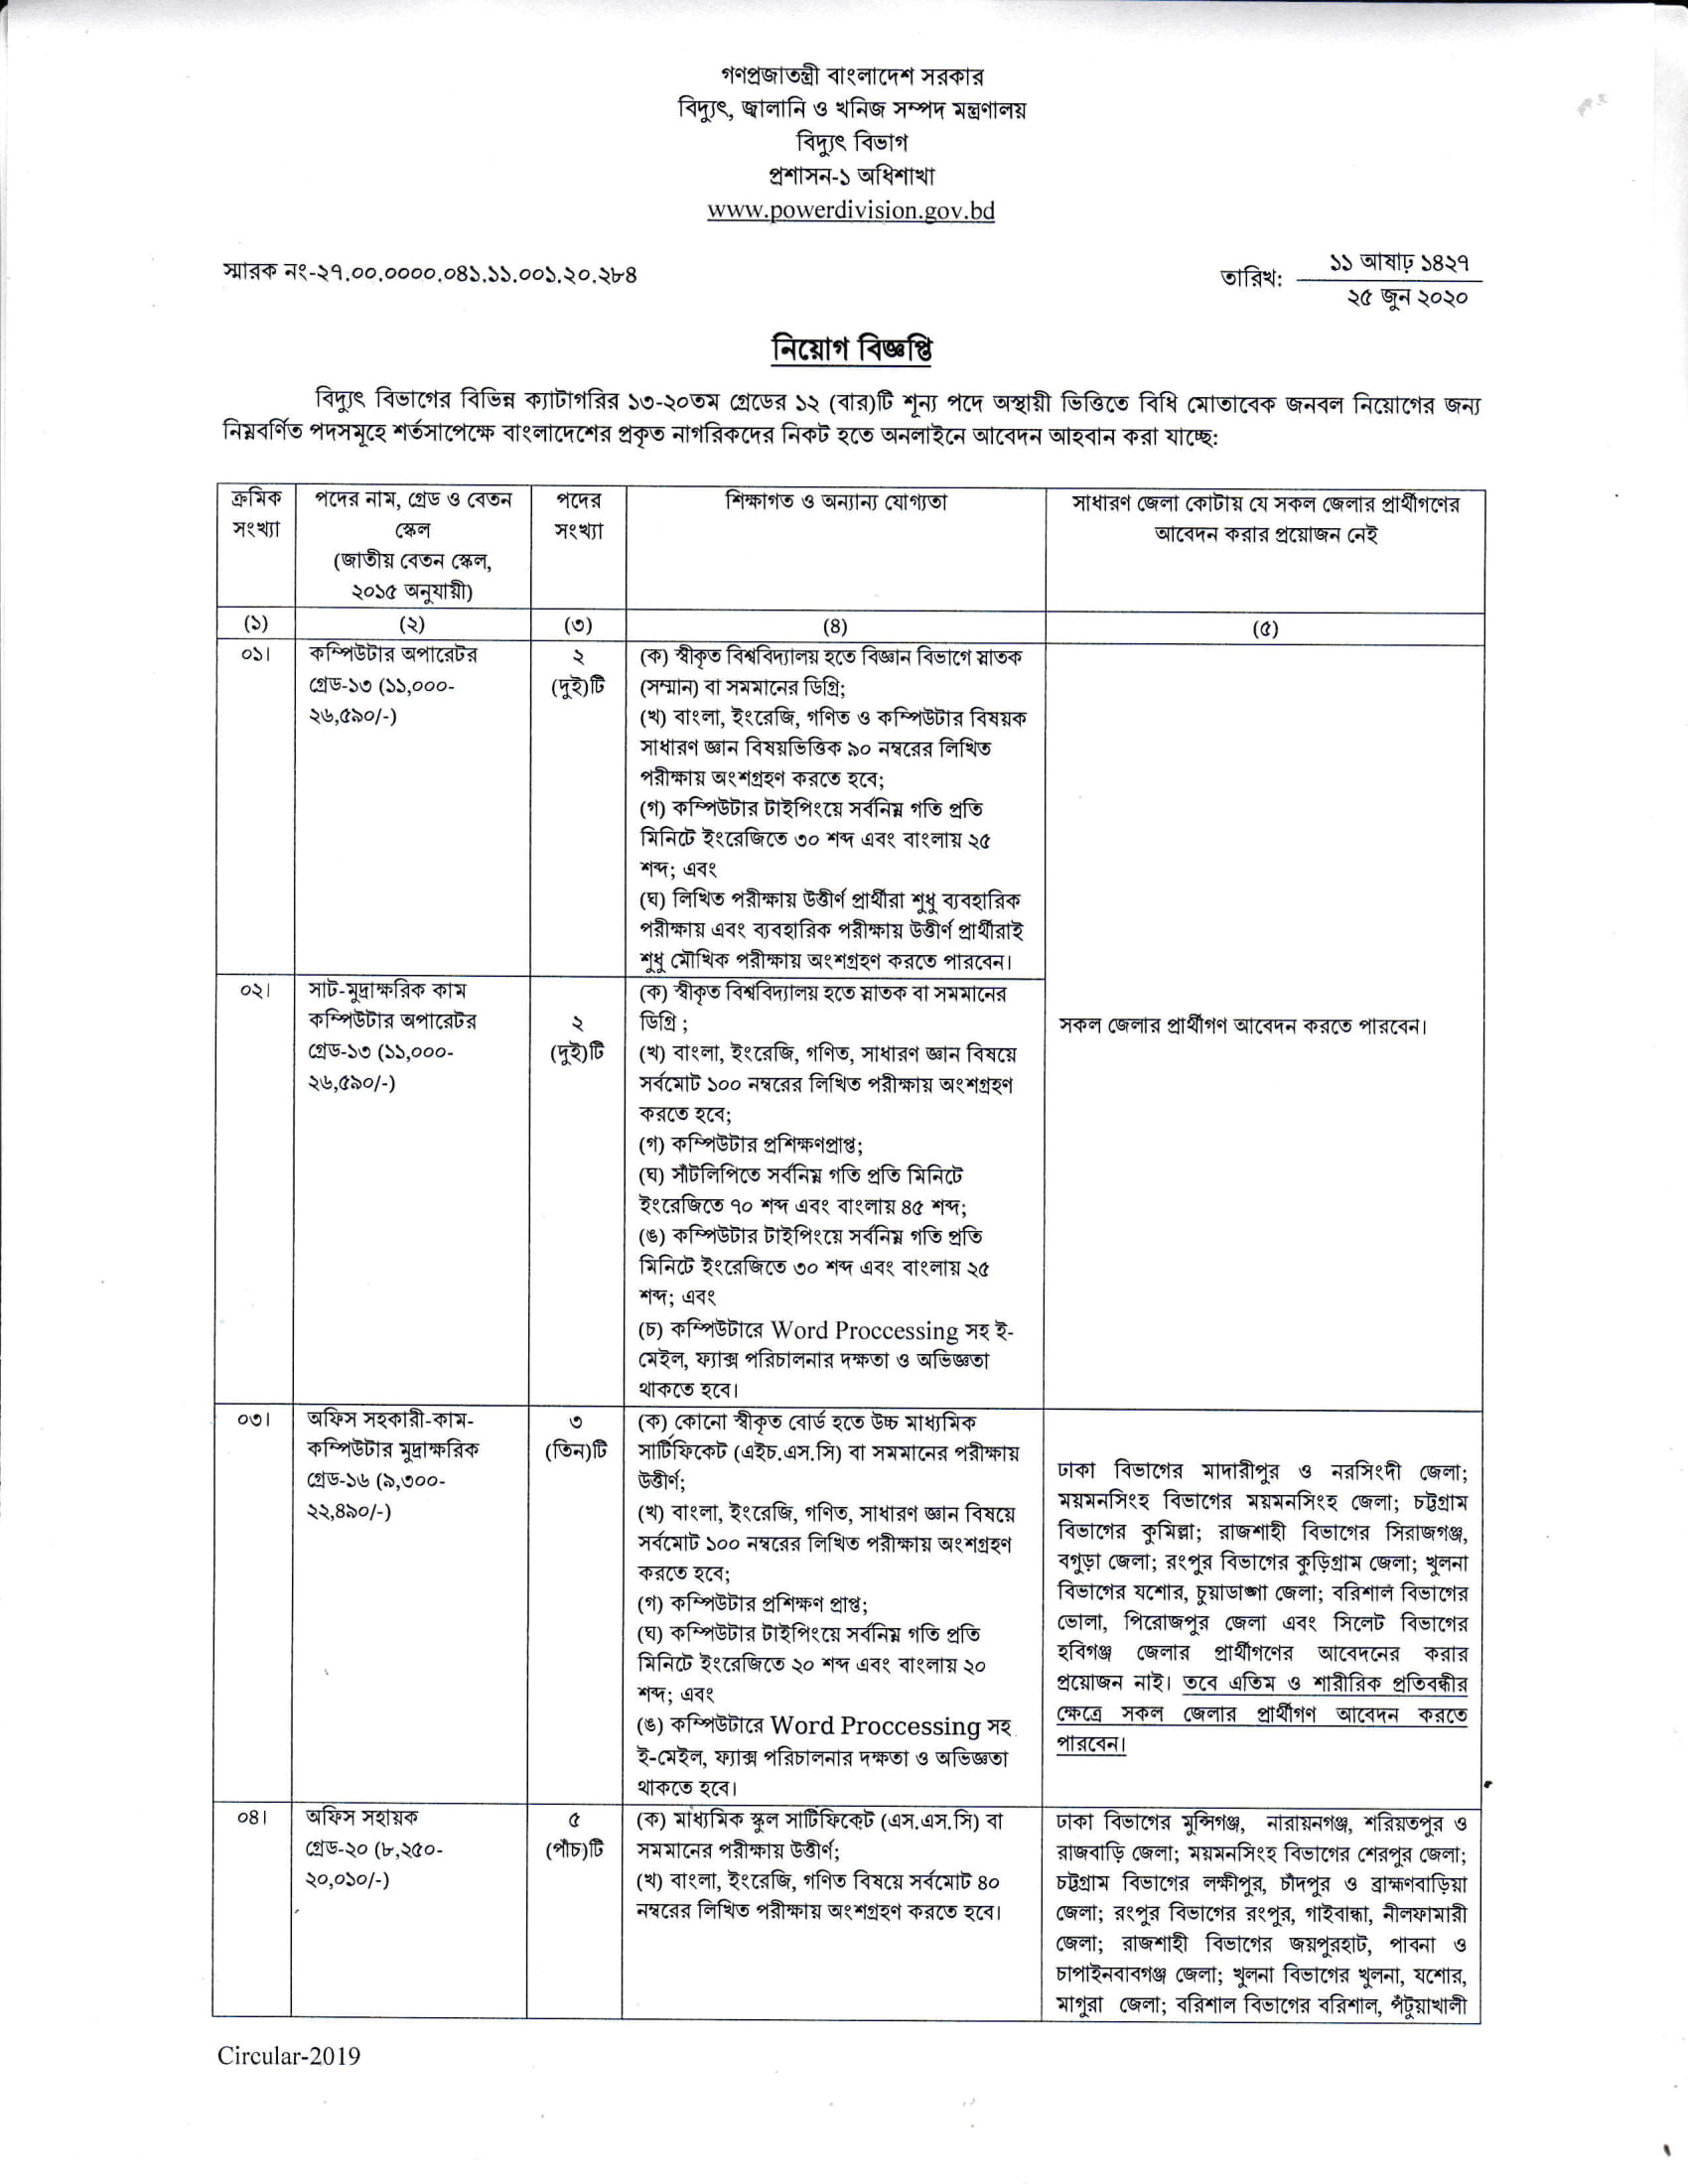 গণপ্রজাতন্ত্রী বাংলাদেশ সরকার
বিদ্যুৎ, জ্বালানি ও খনিজ সম্পদ মন্ত্রণালয়
বিদ্যুৎ বিভাগ
প্রশাসন-১ অধিশাখা
www.powerdivision.gov.bd
স্মারক নং-২৭.০০.০০০০.০৪১.১১.০০১.২০.২৮৪
তারিখ: ১১ আষাঢ় ১৪২৭
২৫ জুন ২০২০
নিয়োগ বিজ্ঞপ্তি
বিদ্যুৎ বিভাগের বিভিন্ন ক্যাটাগরির ১৩-২০তম গ্রেডের ১২ (বার)টি শূন্য পদে অস্থায়ী ভিত্তিতে বিধি মোতাবেক জনবল নিয়োগের জন্য
নিম্নবর্ণিত পদসমূহে শর্তসাপেক্ষে বাংলাদেশের প্রকৃত নাগরিকদের নিকট হতে অনলাইনে আবেদন আহবান করা যাচ্ছে:
ক্রমিক
সংখ্যা
পদের নাম, গ্রেড ও বেতন
স্কেল
(জাতীয় বেতন স্কেল,
২০১৫ অনুযায়ী)
পদের
সংখ্যা
শিক্ষাগত ও অন্যান্য যোগ্যতা
সাধারণ জেলা কোটায় যে সকল জেলার প্রার্থীগণের
আবেদন করার প্রয়োজন নেই
(১)
(২)
(৩)
(৪)
(৫)
০১।
কম্পিউটার অপারেটর
গ্রেড-১৩ (১১,০০০-
২৬,৫৯০/-)
২
(দুই)টি
(ক) স্বীকৃত বিশ্ববিদ্যালয় হতে বিজ্ঞান বিভাগে স্নাতক
(সম্মান) বা সমমানের ডিগ্রি;
(খ) বাংলা, ইংরেজি, গণিত ও কম্পিউটার বিষয়ক
সাধারণ জ্ঞান বিষয়ভিত্তিক ৯০ নম্বরের লিখিত
পরীক্ষায় অংশগ্রহণ করতে হবে;
(গ) কম্পিউটার টাইপিংয়ে সর্বনিম্ন গতি প্রতি
মিনিটে ইংরেজিতে ৩০ শব্দ এবং বাংলায় ২৫
শব্দ; এবং
(ঘ) লিখিত পরীক্ষায় উত্তীর্ণ প্রার্থীরা শুধু ব্যবহারিক
পরীক্ষায় এবং ব্যবহারিক পরীক্ষায় উত্তীর্ণ প্রার্থীরাই
শুধু মৌখিক পরীক্ষায় অংশগ্রহণ করতে পারবেন।
০২।
সাট-মুদ্রাক্ষরিক কাম
কম্পিউটার অপারেটর
গ্রেড-১৩ (১১,০০০-
২৬,৫৯০/-)
২
(দুই)টি
(ক) স্বীকৃত বিশ্ববিদ্যালয় হতে স্নাতক বা সমমানের
ডিগ্রি ;
(খ) বাংলা, ইংরেজি, গণিত, সাধারণ জ্ঞান বিষয়ে
সর্বমোট ১০০ নম্বরের লিখিত পরীক্ষায় অংশগ্রহণ
করতে হবে;
(গ) কম্পিউটার প্রশিক্ষণপ্রাপ্ত;
(ঘ) সাঁটলিপিতে সর্বনিম্ন গতি প্রতি মিনিটে
ইংরেজিতে ৭০ শব্দ এবং বাংলায় ৪৫ শব্দ;
(ঙ) কম্পিউটার টাইপিংয়ে সর্বনিম্ন গতি প্রতি
মিনিটে ইংরেজিতে ৩০ শব্দ এবং বাংলায় ২৫
শব্দ; এবং
(চ) কম্পিউটারে Word Proccessing সহ ই-
মেইল, ফ্যাক্স পরিচালনার দক্ষতা ও অভিজ্ঞতা
থাকতে হবে।
সকল জেলার প্রার্থীগণ আবেদন করতে পারবেন।
০৩।
অফিস সহকারী-কাম-
কম্পিউটার মুদ্রাক্ষরিক
গ্রেড-১৬ (৯,৩০০-
২২,৪৯০/-)
৩
(তিন)টি
(ক) কোনো স্বীকৃত বোর্ড হতে উচ্চ মাধ্যমিক
সার্টিফিকেট (এইচ.এস.সি) বা সমমানের পরীক্ষায়
উত্তীর্ণ;
(খ) বাংলা, ইংরেজি, গণিত, সাধারণ জ্ঞান বিষয়ে
সর্বমোট ১০০ নম্বরের লিখিত পরীক্ষায় অংশগ্রহণ
করতে হবে;
(গ) কম্পিউটার প্রশিক্ষণ প্রাপ্ত;
(ঘ) কম্পিউটার টাইপিংয়ে সর্বনিম্ন গতি প্রতি
মিনিটে ইংরেজিতে ২০ শব্দ এবং বাংলায় ২০
শব্দ; এবং
(ঙ) কম্পিউটারে Word Proccessing সহ
ই-মেইল, ফ্যাক্স পরিচালনার দক্ষতা ও অভিজ্ঞতা
থাকতে হবে।
ঢাকা বিভাগের মাদারীপুর ও নরসিংদী জেলা;
ময়মনসিংহ বিভাগের ময়মনসিংহ জেলা; চট্টগ্রাম
বিভাগের কুমিল্লা; রাজশাহী বিভাগের সিরাজগঞ্জ,
বগুড়া জেলা; রংপুর বিভাগের কুড়িগ্রাম জেলা; খুলনা
বিভাগের যশোর, চুয়াডাঙ্গা জেলা; বরিশাল বিভাগের
ভোলা, পিরোজপুর জেলা এবং সিলেট বিভাগের
হবিগঞ্জ জেলার প্রার্থীগণের আবেদনের করার
প্রয়োজন নাই। তবে এতিম ও শারীরিক প্রতিবন্ধীর
ক্ষেত্রে সকল জেলার প্রার্থীগণ আবেদন করতে
পারবেন।
০৪।
অফিস সহায়ক
গ্রেড-২০ (৮,২৫০-
২০,০১০/-)
৫
(পাঁচ)টি
(ক) মাধ্যমিক স্কুল সার্টিফিকেট (এস.এস.সি) বা
সমমানের পরীক্ষায় উত্তীর্ণ;
(খ) বাংলা, ইংরেজি, গণিত বিষয়ে সর্বমোট ৪০
নম্বরের লিখিত পরীক্ষায় অংশগ্রহণ করতে হবে।
ঢাকা বিভাগের মুন্সিগঞ্জ, নারায়নগঞ্জ, শরিয়তপুর ও
রাজবাড়ি জেলা; ময়মনসিংহ বিভাগের শেরপুর জেলা;
চট্টগ্রাম বিভাগের লক্ষীপুর, চাঁদপুর ও ব্রাহ্মণবাড়িয়া
জেলা; রংপুর বিভাগের রংপুর, গাইবান্ধা, নীলফামারী
জেলা; রাজশাহী বিভাগের জয়পুরহাট, পাবনা ও
চাপাইনবাবগঞ্জ জেলা; খুলনা বিভাগের খুলনা, যশোর,
মাগুরা জেলা; বরিশাল বিভাগের বরিশাল, পঁটুয়াখালী
Circular-2019